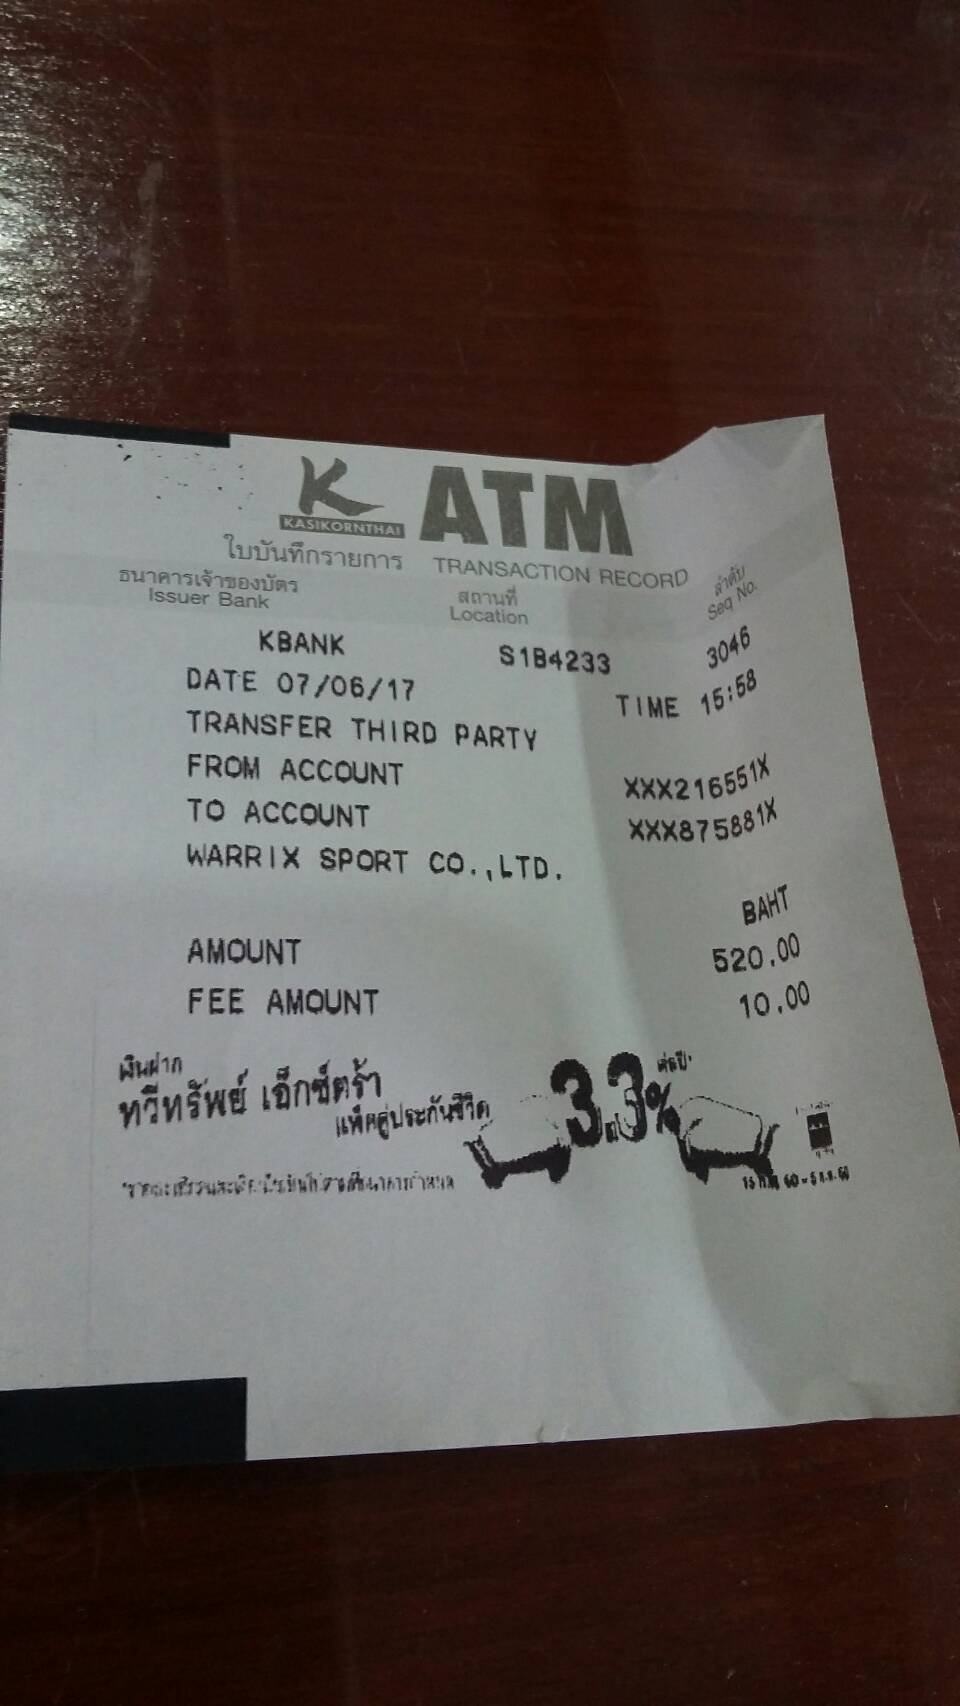 K ATM
KASIKORNTHAI
ใบบันทึกรายการ TRANSACTION RECORD
ธนาคารเจ้าของบัตร สถานที่ ลำดับ
Issuer Bank Location Seq No.
KBANK S1B4233 3046
DATE 07/06/17 TIME 15:58
TRANSFER THIRD PARTY
FROM ACCOUNT XXX216551X
TO ACCOUNT XXX875881X
WARRIX SPORT CO.,LTD.
BAHT
AMOUNT 520.00
FEE AMOUNT 10.00
เงินฝาก
ทวีทรัพย์ เอ็กซ์ตร้า 3.3% ต่อปี*
แพ็คคู่ประกันชีวิต